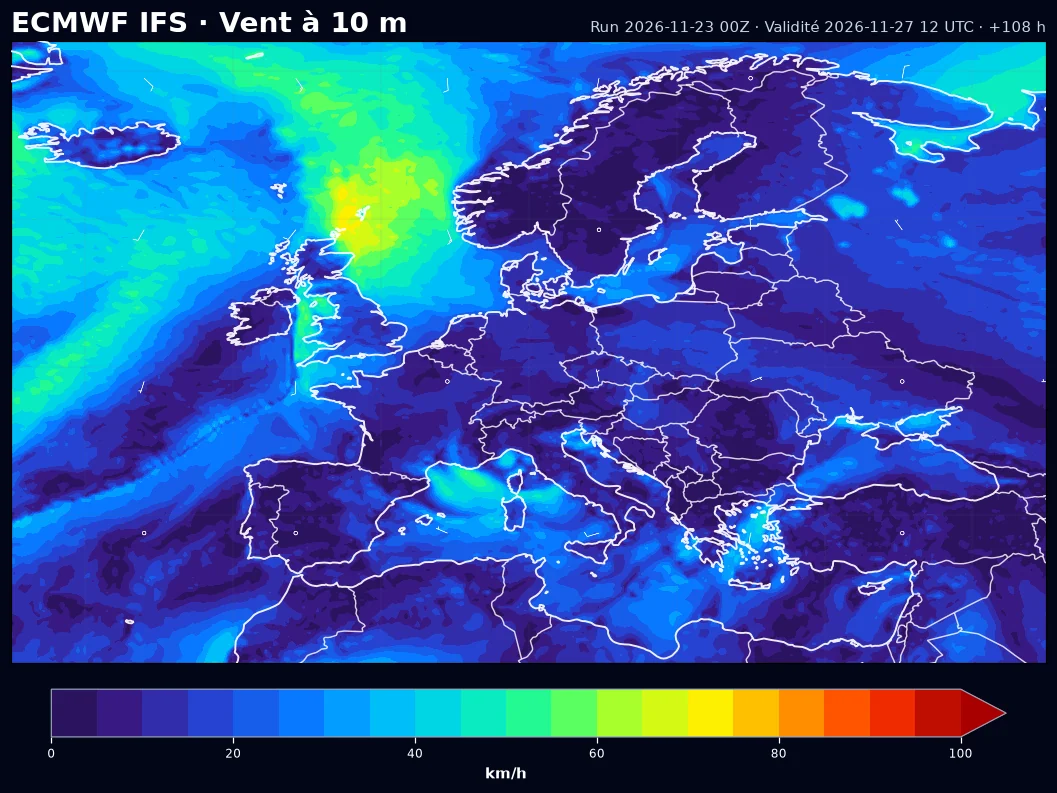 ECMWF IFS · Vent à 10 m
Run 2026-11-23 00Z · Validité 2026-11-27 12 UTC · +108 h
0 20 40 60 80 100
km/h